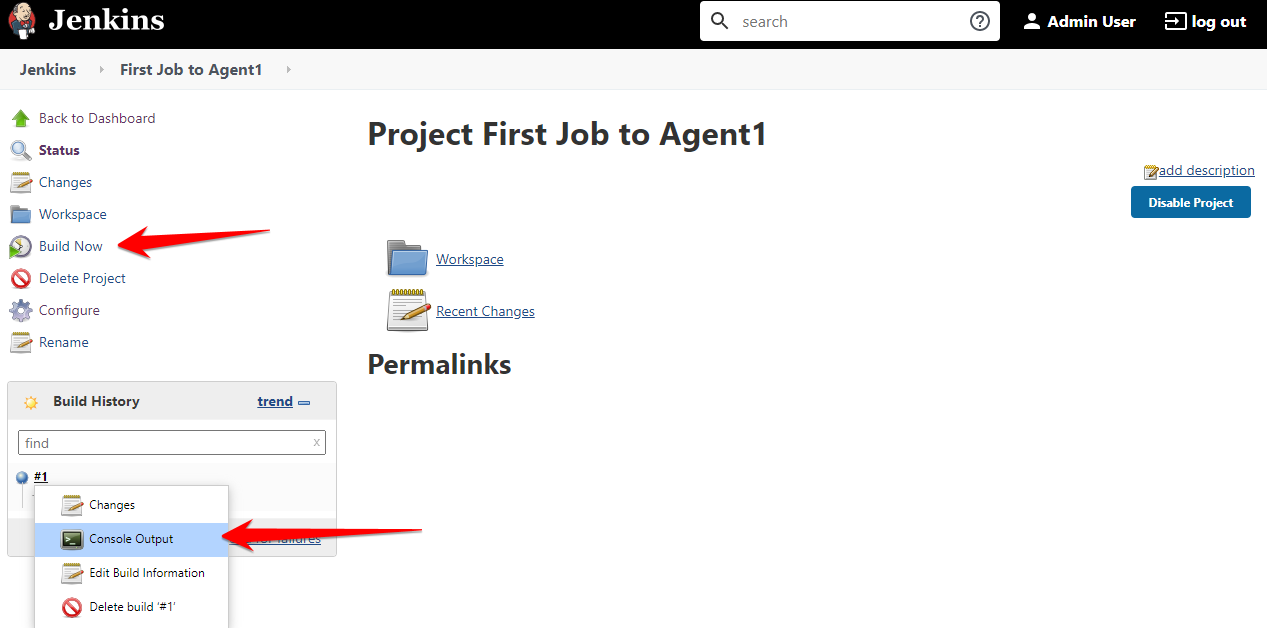 Jenkins
search
Admin User
log out
Jenkins
First Job to Agent1
Back to Dashboard
Status
Changes
Workspace
Build Now
Delete Project
Configure
Rename
Project First Job to Agent1
add description
Disable Project
Workspace
Recent Changes
Permalinks
Build History
trend
find
x
#1
Changes
Console Output
failures
Edit Build Information
Delete build '#1'